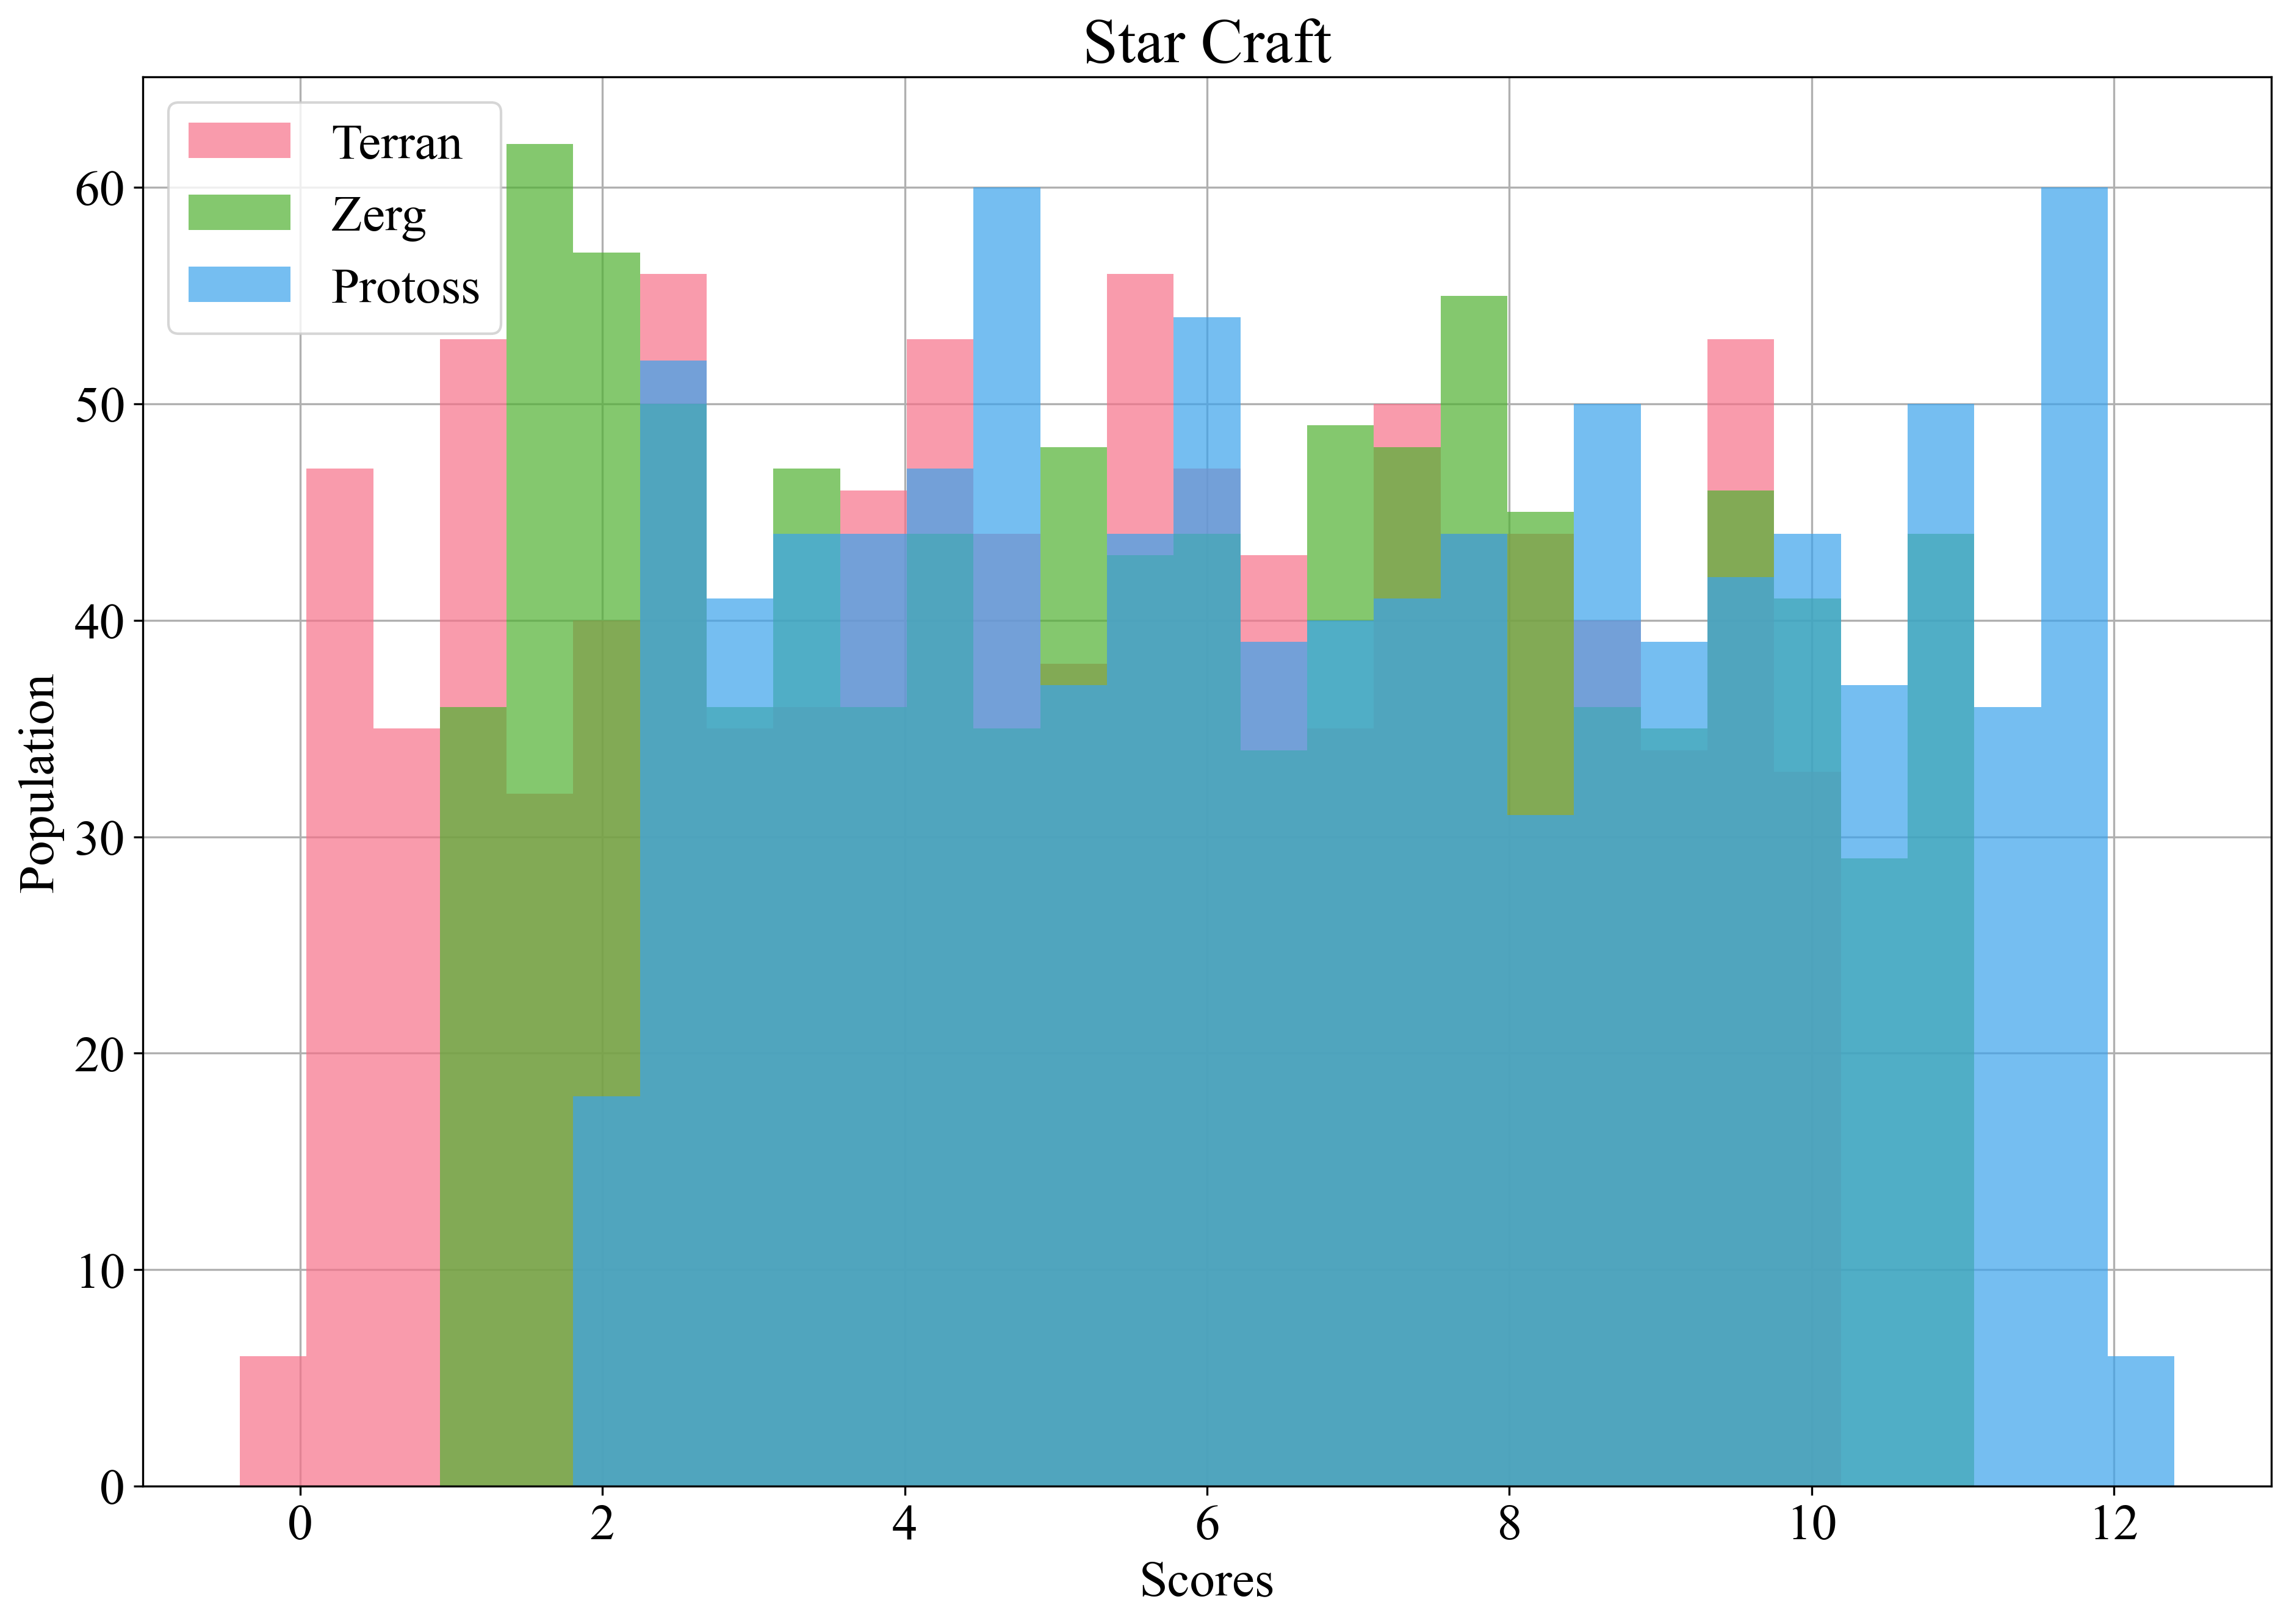 Star Craft
Terran
Zerg
Protoss
Population
60
50
40
30
20
10
0
0 2 4 6 8 10 12
Scores